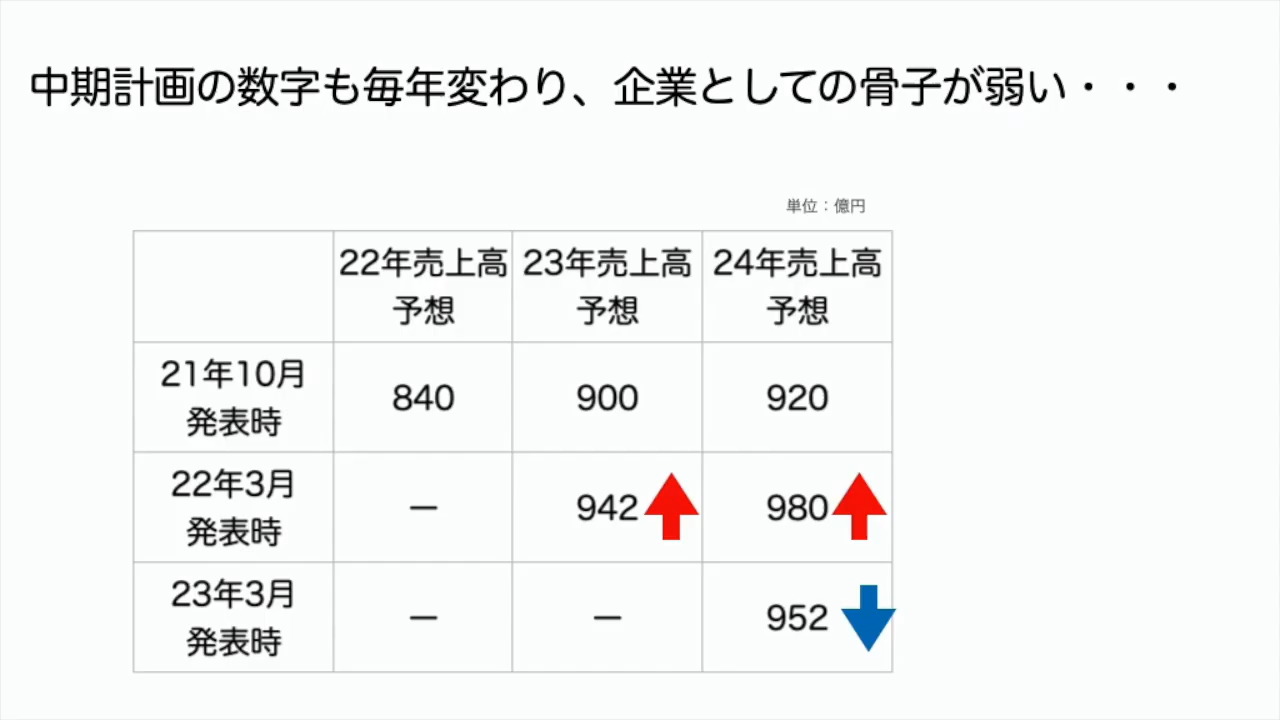 中期計画の数字も毎年変わり、企業としての骨子が弱い・・・
単位：億円
22年売上高 23年売上高 24年売上高
予想 予想 予想
21年10月
発表時 840 900 920
22年3月
発表時 ー 942 980
23年3月
発表時 ー ー 952